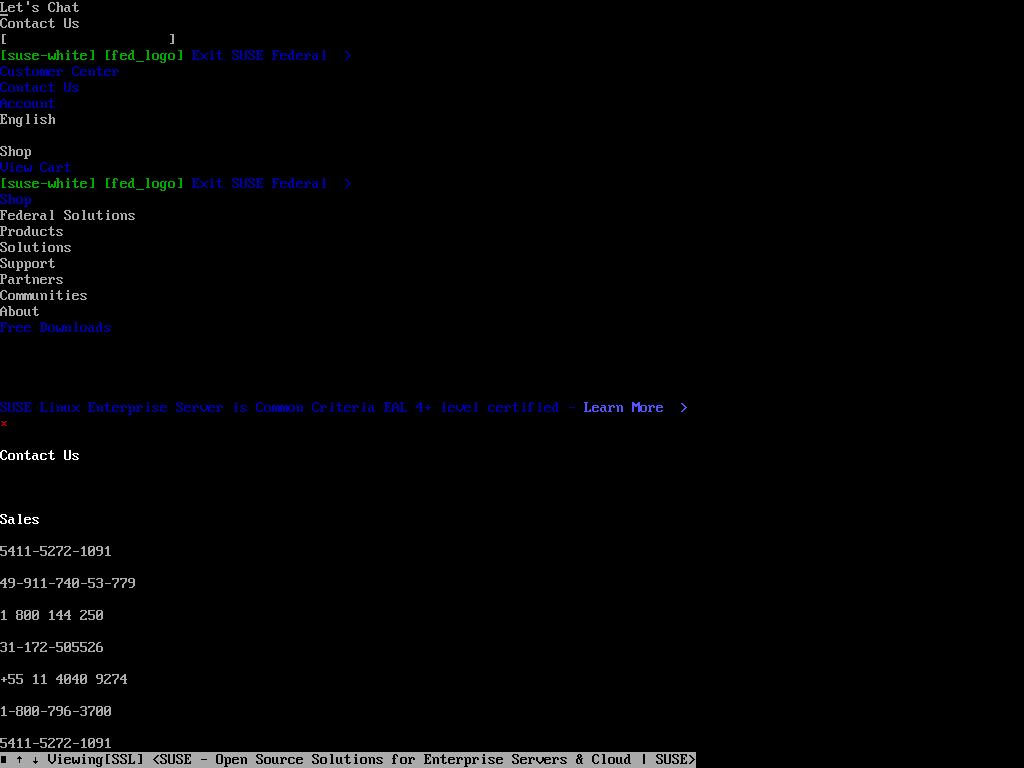 Let's Chat
Contact Us
[                    ]
[suse-white] [fed_logo] Exit SUSE Federal  >
Customer Center
Contact Us
Account
English
Shop
View Cart
[suse-white] [fed_logo] Exit SUSE Federal  >
Shop
Federal Solutions
Products
Solutions
Support
Partners
Communities
About
Free Downloads
SUSE Linux Enterprise Server is Common Criteria EAL 4+ level certified - Learn More  >
×
Contact Us
Sales
5411-5272-1091
49-911-740-53-779
1 800 144 250
31-172-505526
+55 11 4040 9274
1-800-796-3700
5411-5272-1091
↑ ↓ Viewing[SSL] <SUSE - Open Source Solutions for Enterprise Servers & Cloud | SUSE>